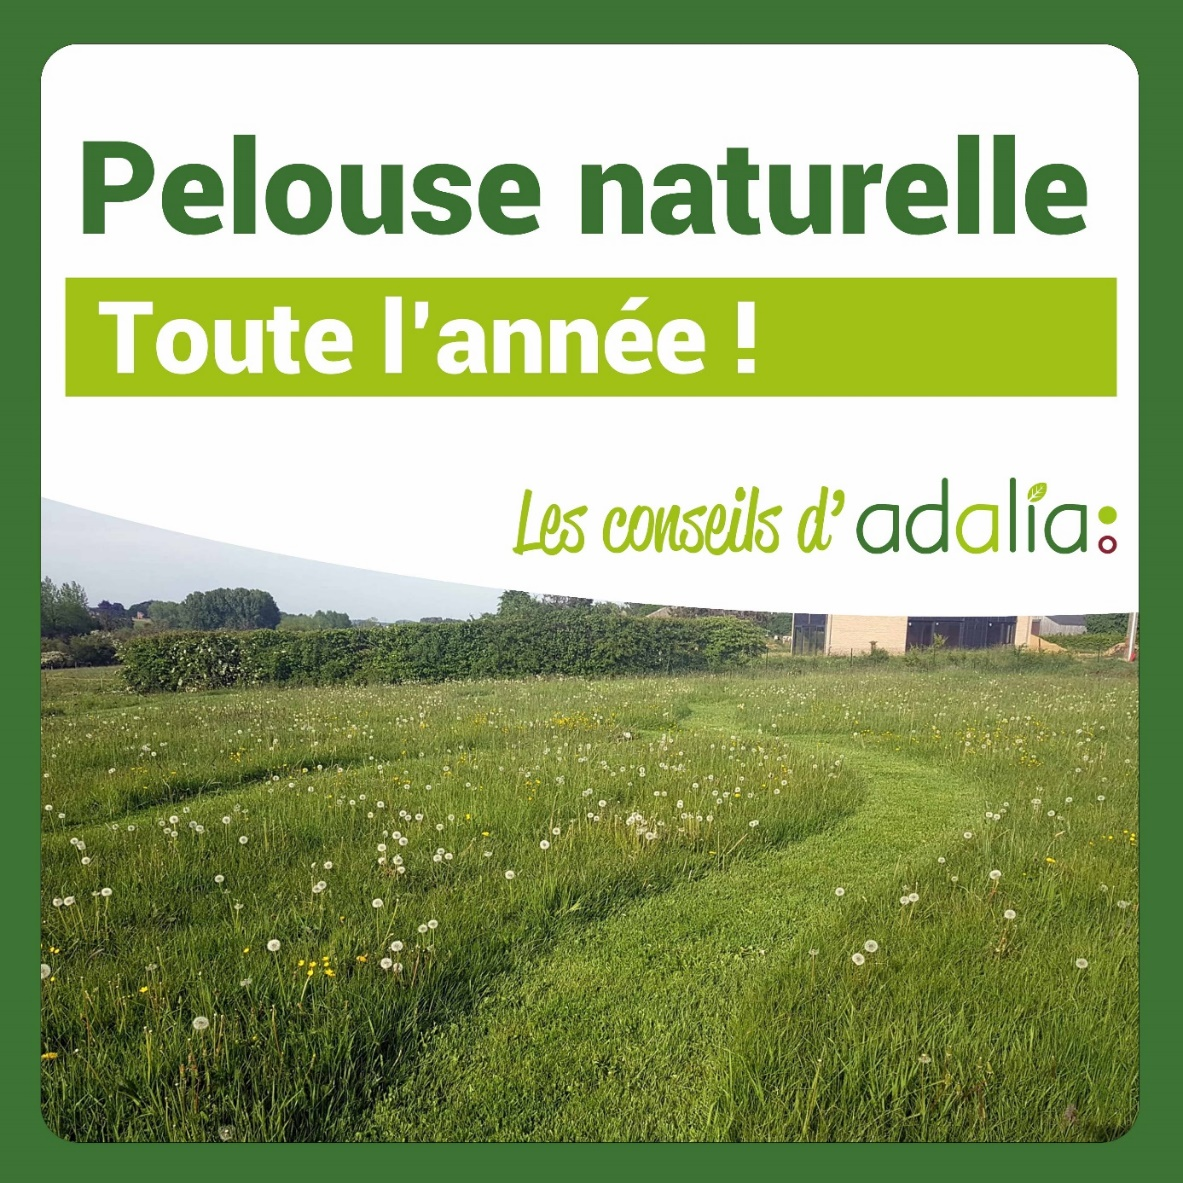 Pelouse naturelle
Toute l'année !
Les conseils d' adalia